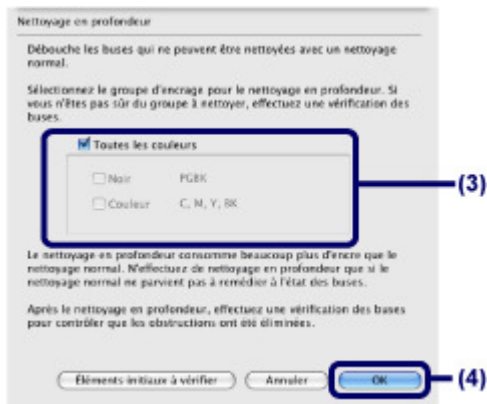 Nettoyage en profondeur
Débouche les buses qui ne peuvent être nettoyées avec un nettoyage
normal.
Sélectionnez le groupe d'encrage pour le nettoyage en profondeur. Si
vous n'êtes pas sûr du groupe à nettoyer, effectuez une vérification des
buses.
Toutes les couleurs
Noir PGBK
Couleur C, M, Y, BK
(3)
Le nettoyage en profondeur consomme beaucoup plus d'encre que le
nettoyage normal. N'effectuez de nettoyage en profondeur que si le
nettoyage normal ne parvient pas à remédier à l'état des buses.
Après le nettoyage en profondeur, effectuez une vérification des buses
pour contrôler que les obstructions ont été éliminées.
Éléments initiaux à vérifier Annuler OK (4)